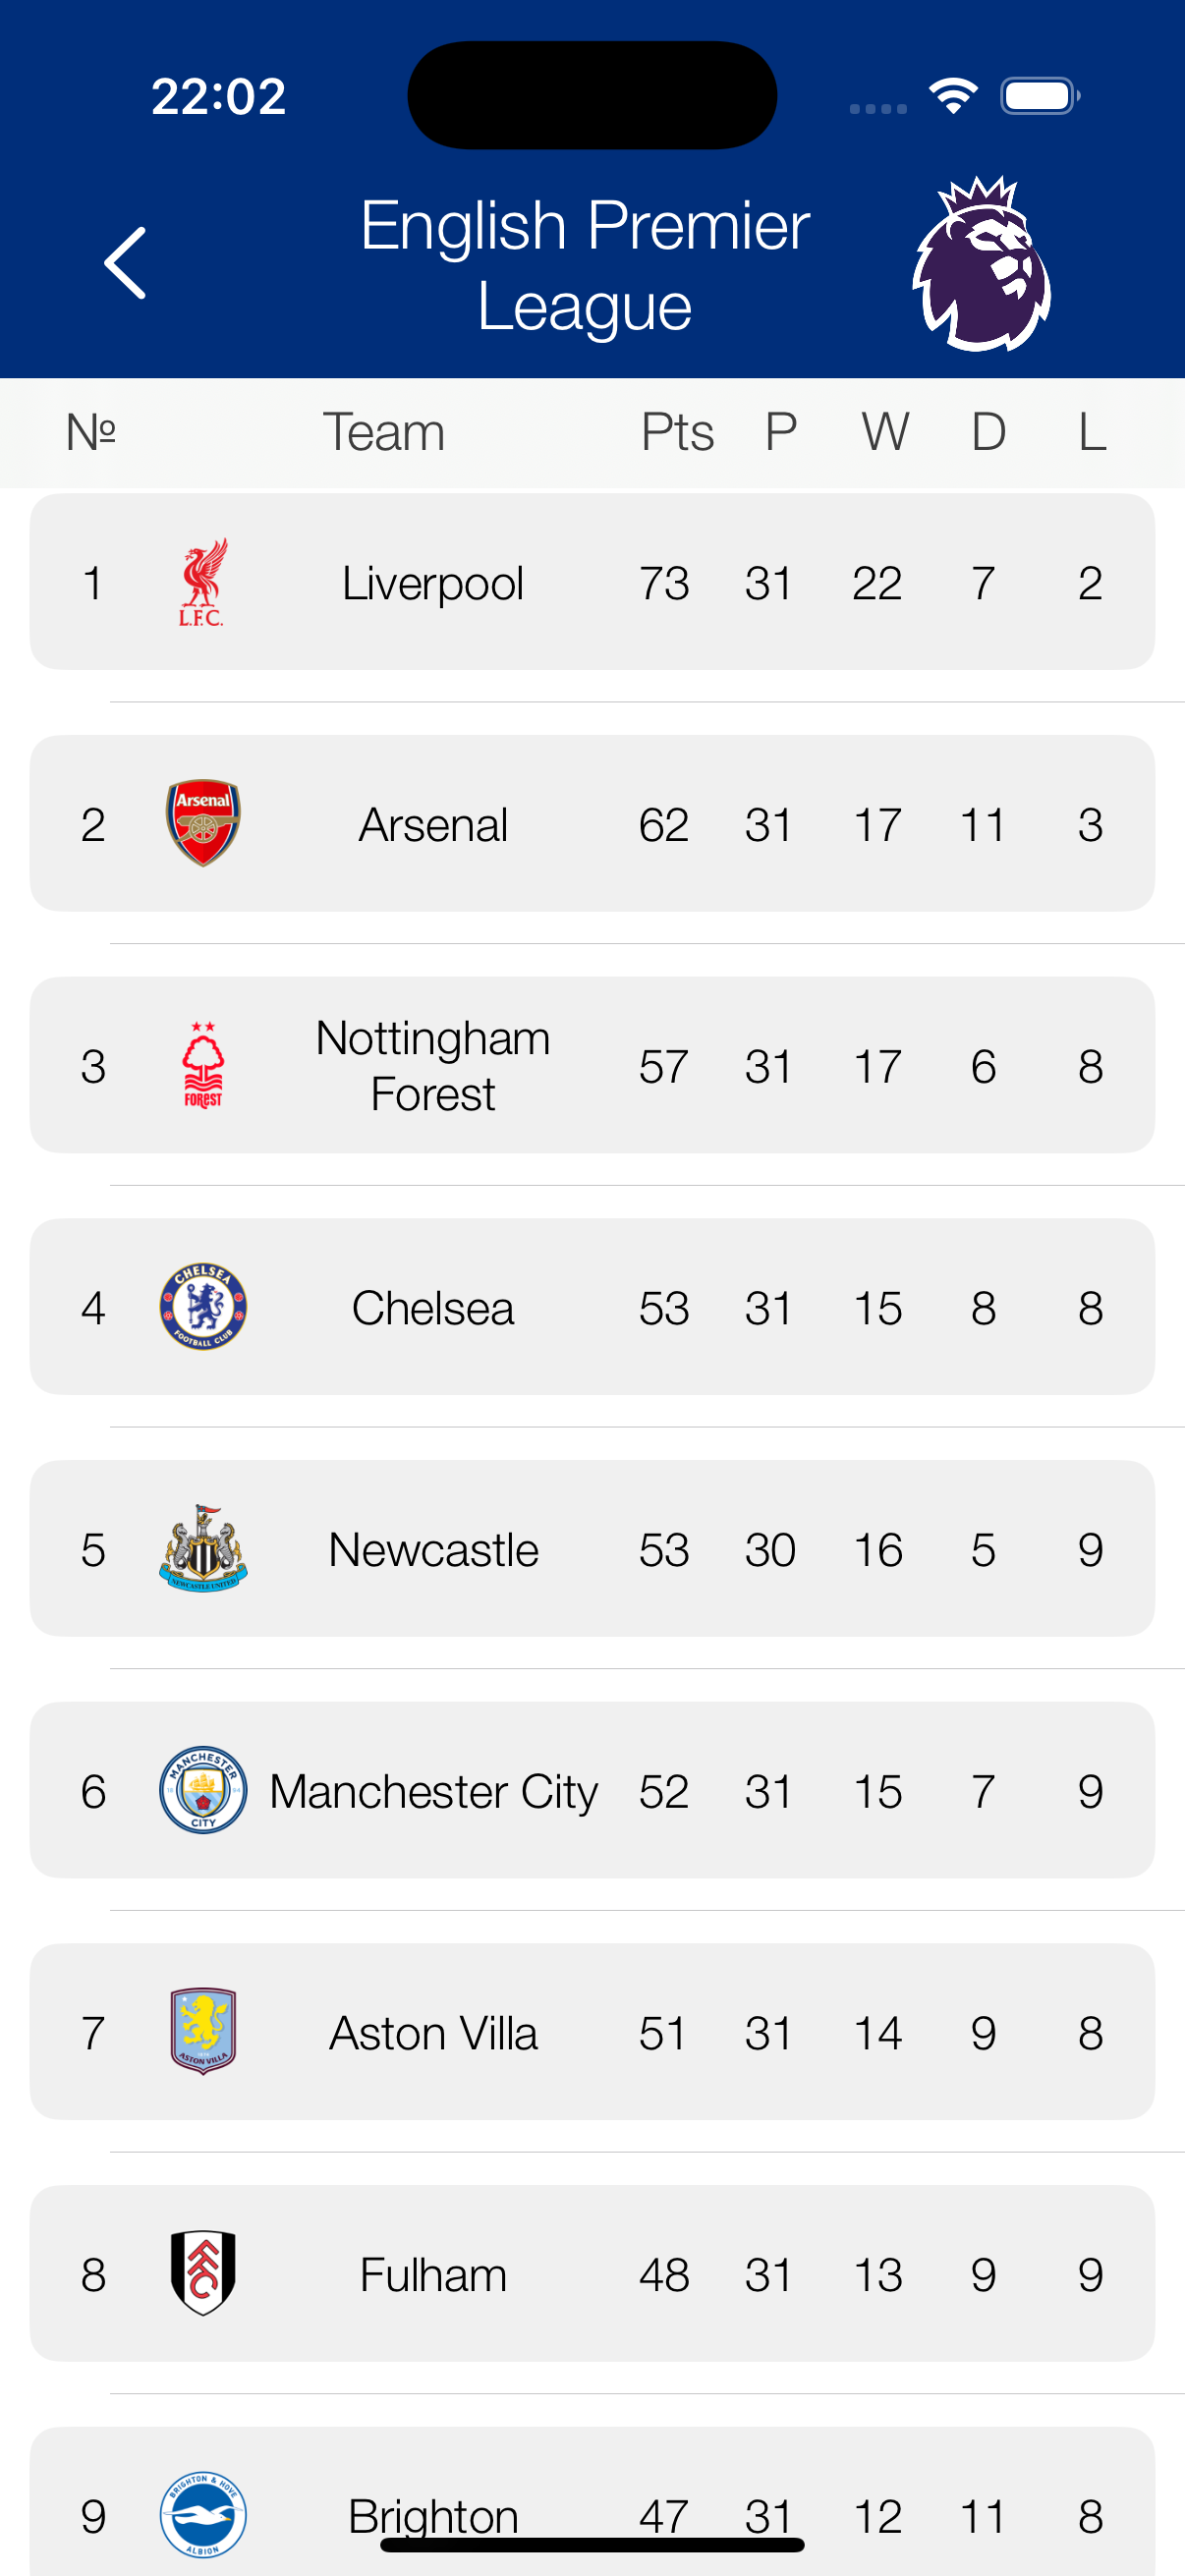 22:02
English Premier
League
№ Team Pts P W D L
1 L.F.C. Liverpool 73 31 22 7 2
2 Arsenal Arsenal 62 31 17 11 3
3 FOREST Nottingham Forest 57 31 17 6 8
4 CHELSEA FOOTBALL CLUB Chelsea 53 31 15 8 8
5 NEWCASTLE UNITED Newcastle 53 30 16 5 9
6 MANCHESTER CITY Manchester City 52 31 15 7 9
7 ASTON VILLA Aston Villa 51 31 14 9 8
8 FFC Fulham 48 31 13 9 9
9 BRIGHTON & HOVE ALBION Brighton 47 31 12 11 8